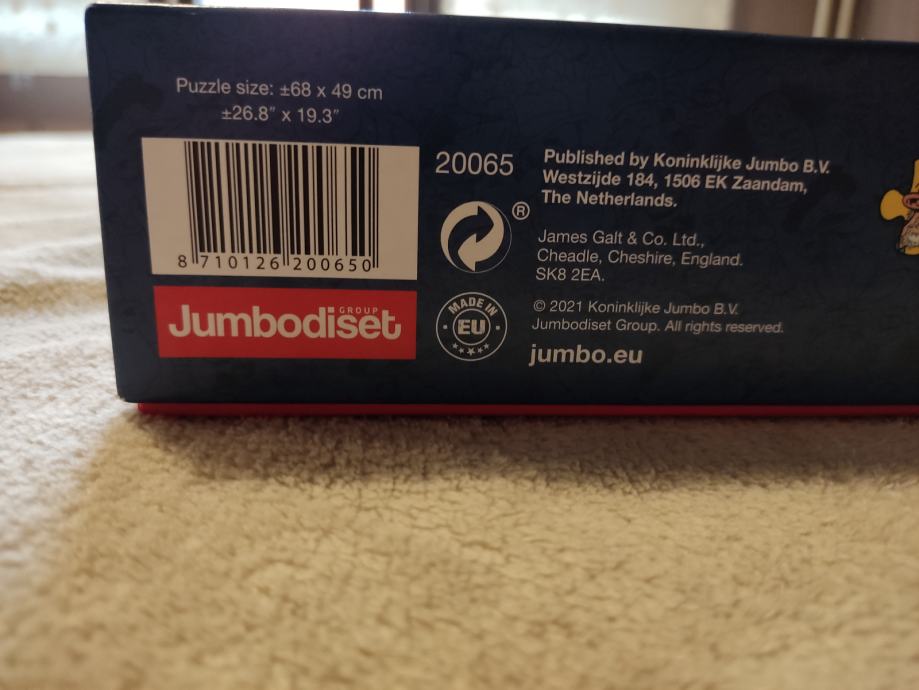 Puzzle size: ±68 x 49 cm
±26.8" x 19.3"
8 710126 200650
Jumbodiset
GROUP
20065
®
MADE IN
EU
Published by Koninklijke Jumbo B.V.
Westzijde 184, 1506 EK Zaandam,
The Netherlands.
James Galt & Co. Ltd.,
Cheadle, Cheshire, England.
SK8 2EA.
© 2021 Koninklijke Jumbo B.V.
Jumbodiset Group. All rights reserved.
jumbo.eu